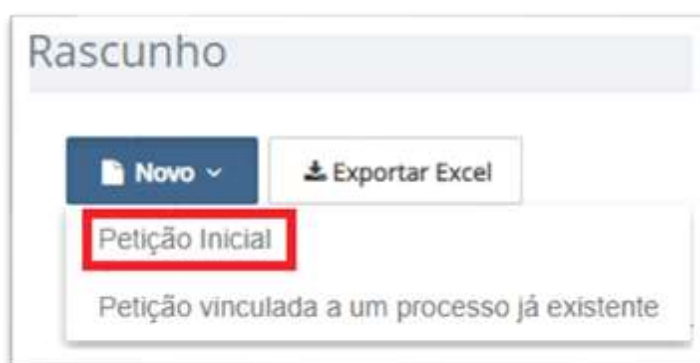 Rascunho
Novo
Exportar Excel
Petição Inicial
Petição vinculada a um processo já existente